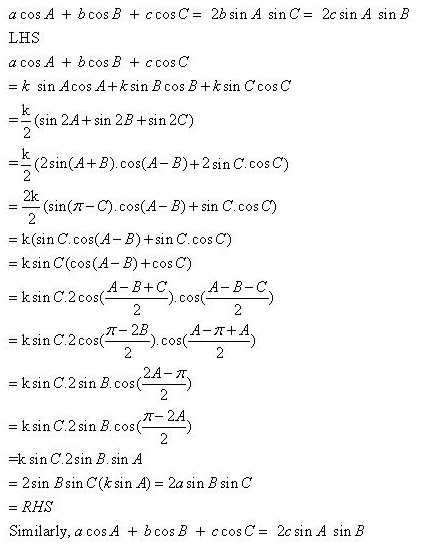 a cos A + b cos B + c cos C = 2b sin A sin C = 2c sin A sin B
LHS
a cos A + b cos B + c cos C
= k sin A cos A + k sin B cos B + k sin C cos C
= k/2 (sin 2A + sin 2B + sin 2C)
= k/2 (2 sin(A + B). cos(A − B) + 2 sin C. cos C)
= 2k/2 (sin(π − C). cos(A − B) + sin C. cos C)
= k(sin C. cos(A − B) + sin C. cos C)
= k sin C(cos(A − B) + cos C)
= k sin C.2 cos((A − B + C)/2). cos((A − B − C)/2)
= k sin C.2 cos((π − 2B)/2). cos((A − π + A)/2)
= k sin C.2 sin B. cos((2A − π)/2)
= k sin C.2 sin B. cos((π − 2A)/2)
=k sin C.2sin B. sin A
= 2sin B sin C(k sin A) = 2a sin B sin C
= RHS
Similarly, a cos A + b cos B + c cos C = 2c sin A sin B